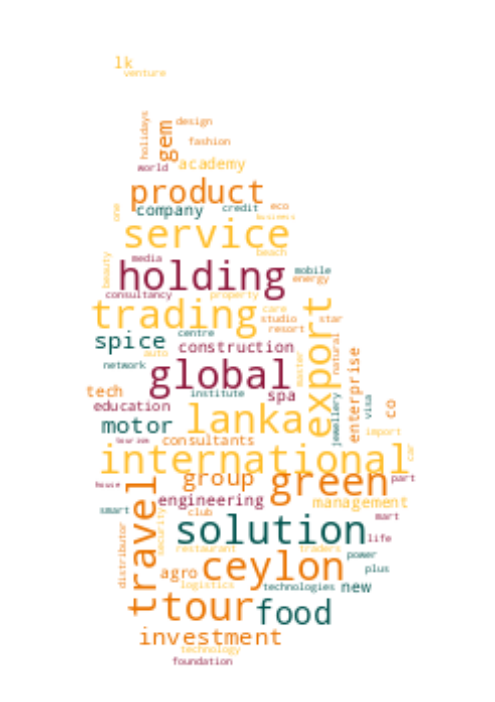 lk
venture
holidays
gem
design
fashion
world
academy
product
one
company
credit
eco
business
service
beauty
media
beach
holding
mobile
energy
consultancy
property
trading
care
studio
star
resort
export
spice
centre
construction
auto
network
global
master
natural
enterprise
tech
institute
spa
education
lanka
jewellery
visa
co
motor
tourism
consultants
import
international
car
house
group
green
part
travel
engineering
management
smart
club
mart
solution
security
life
distributor
restaurant
traders
power
agro
ceylon
plus
logistics
technologies
new
tour
food
investment
technology
foundation